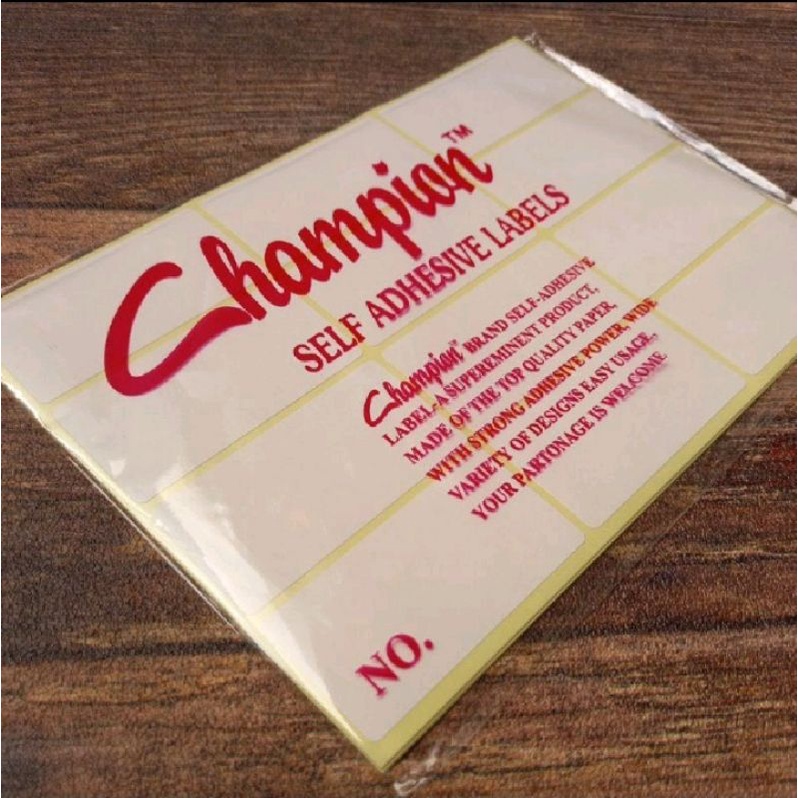 Champion™
SELF ADHESIVE LABELS
Champion™ BRAND SELF-ADHESIVE
LABEL A SUPEREMINENT PRODUCT,
MADE OF THE TOP QUALITY PAPER
WITH STRONG ADHESIVE POWER, WIDE
VARIETY OF DESIGNS EASY USAGE,
YOUR PARTONAGE IS WELCOME
NO.